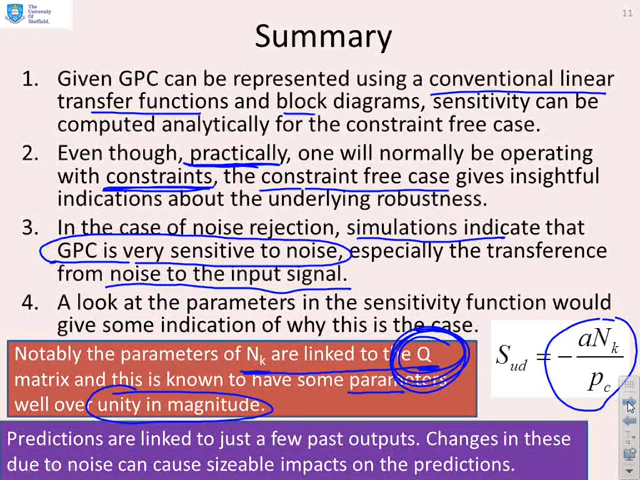 The
University
Of
Sheffield.
11
Summary
1. Given GPC can be represented using a conventional linear
transfer functions and block diagrams, sensitivity can be
computed analytically for the constraint free case.
2. Even though, practically, one will normally be operating
with constraints, the constraint free case gives insightful
indications about the underlying robustness.
3. In the case of noise rejection, simulations indicate that
GPC is very sensitive to noise, especially the transference
from noise to the input signal.
4. A look at the parameters in the sensitivity function would
give some indication of why this is the case.
Notably the parameters of Nk are linked to the Q
matrix and this is known to have some parameters
well over unity in magnitude.
S_ud = − aN_k / p_c
Predictions are linked to just a few past outputs. Changes in these
due to noise can cause sizeable impacts on the predictions.